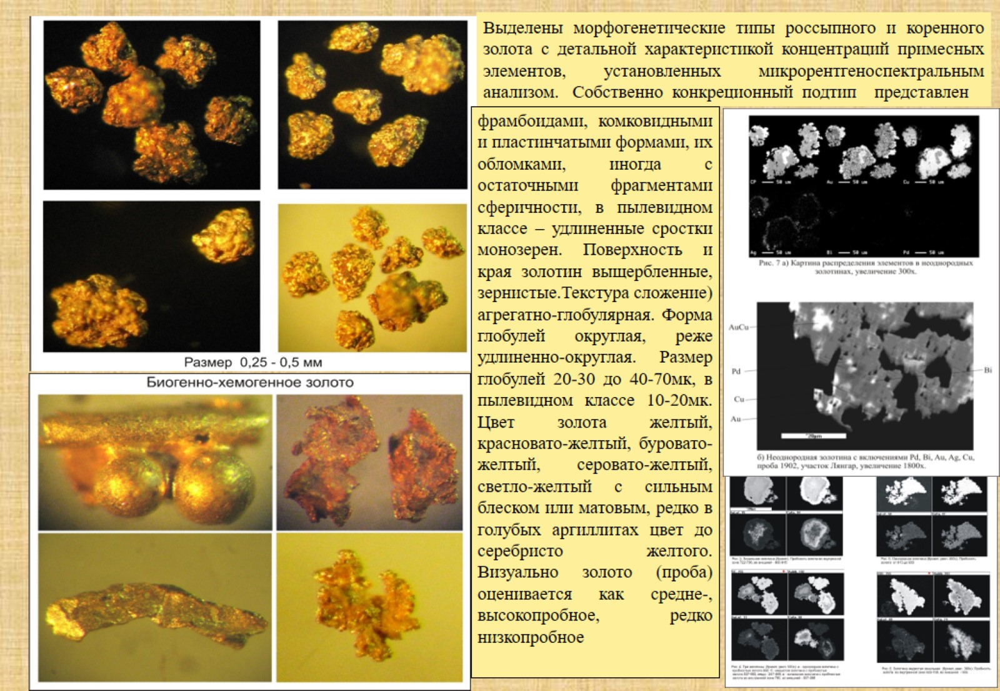 Выделены морфогенетические типы россыпного и коренного
золота с детальной характеристикой концентраций примесных
элементов, установленных микрорентгеноспектральным
анализом. Собственно конкреционный подтип представлен
фрамбоидами, комковидными
и пластинчатыми формами, их
обломками, иногда с
остаточными фрагментами
сферичности, в пылевидном
классе – удлиненные сростки
монозерен. Поверхность и
края золотин выщербленные,
зернистые.Текстура сложение)
агрегатно-глобулярная. Форма
глобулей округлая, реже
удлиненно-округлая. Размер
глобулей 20-30 до 40-70мк, в
пылевидном классе 10-20мк.
Цвет золота желтый,
красновато-желтый, буровато-
желтый, серовато-желтый,
светло-желтый с сильным
блеском или матовым, редко в
голубых аргиллитах цвет до
серебристо желтого.
Визуально золото (проба)
оценивается как средне-,
высокопробное, редко
низкопробное
Размер 0,25 - 0,5 мм
Биогенно-хемогенное золото
CP 50 um Au 50 um Cu 50 um
Ag 50 um Bi 50 um Pd 50 um
Рис. 7 а) Картина распределения элементов в неоднородных
золотинах, увеличение 300х.
AuCu
Pd
Bi
Cu
Au
20µm
б) Неоднородная золотина с включениями Pd, Bi, Au, Ag, Cu,
проба 1902, участок Лянгар, увеличение 1800х.